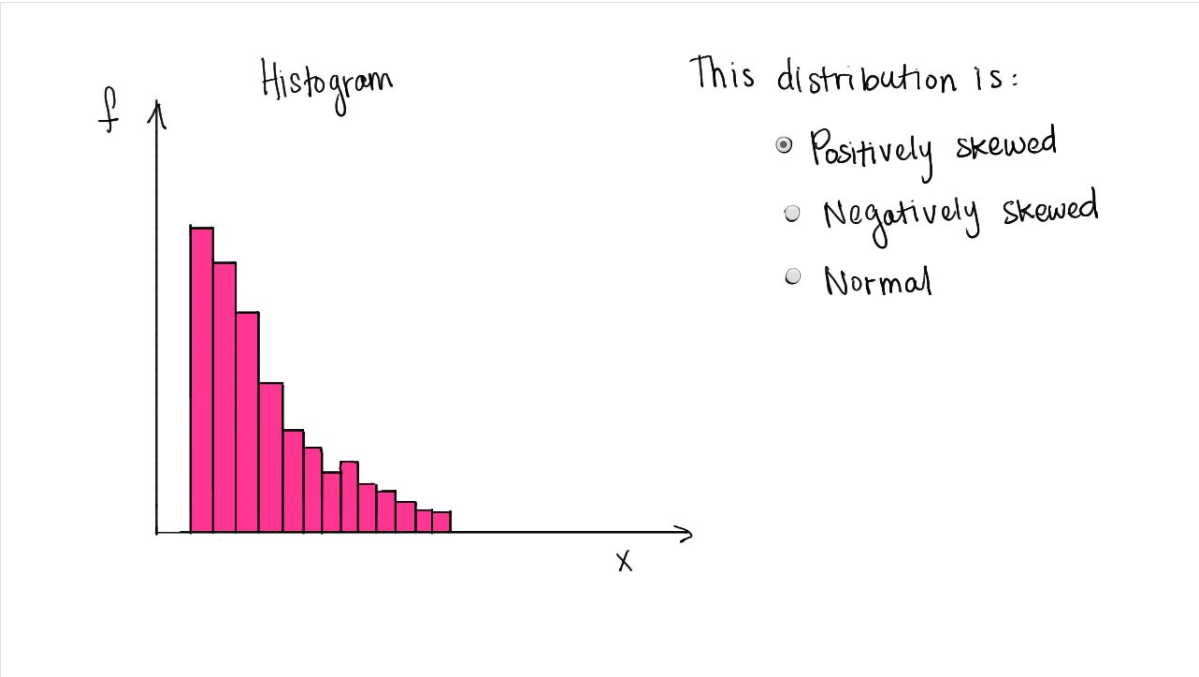 Histogram
f
x
This distribution is:
Positively skewed
Negatively skewed
Normal